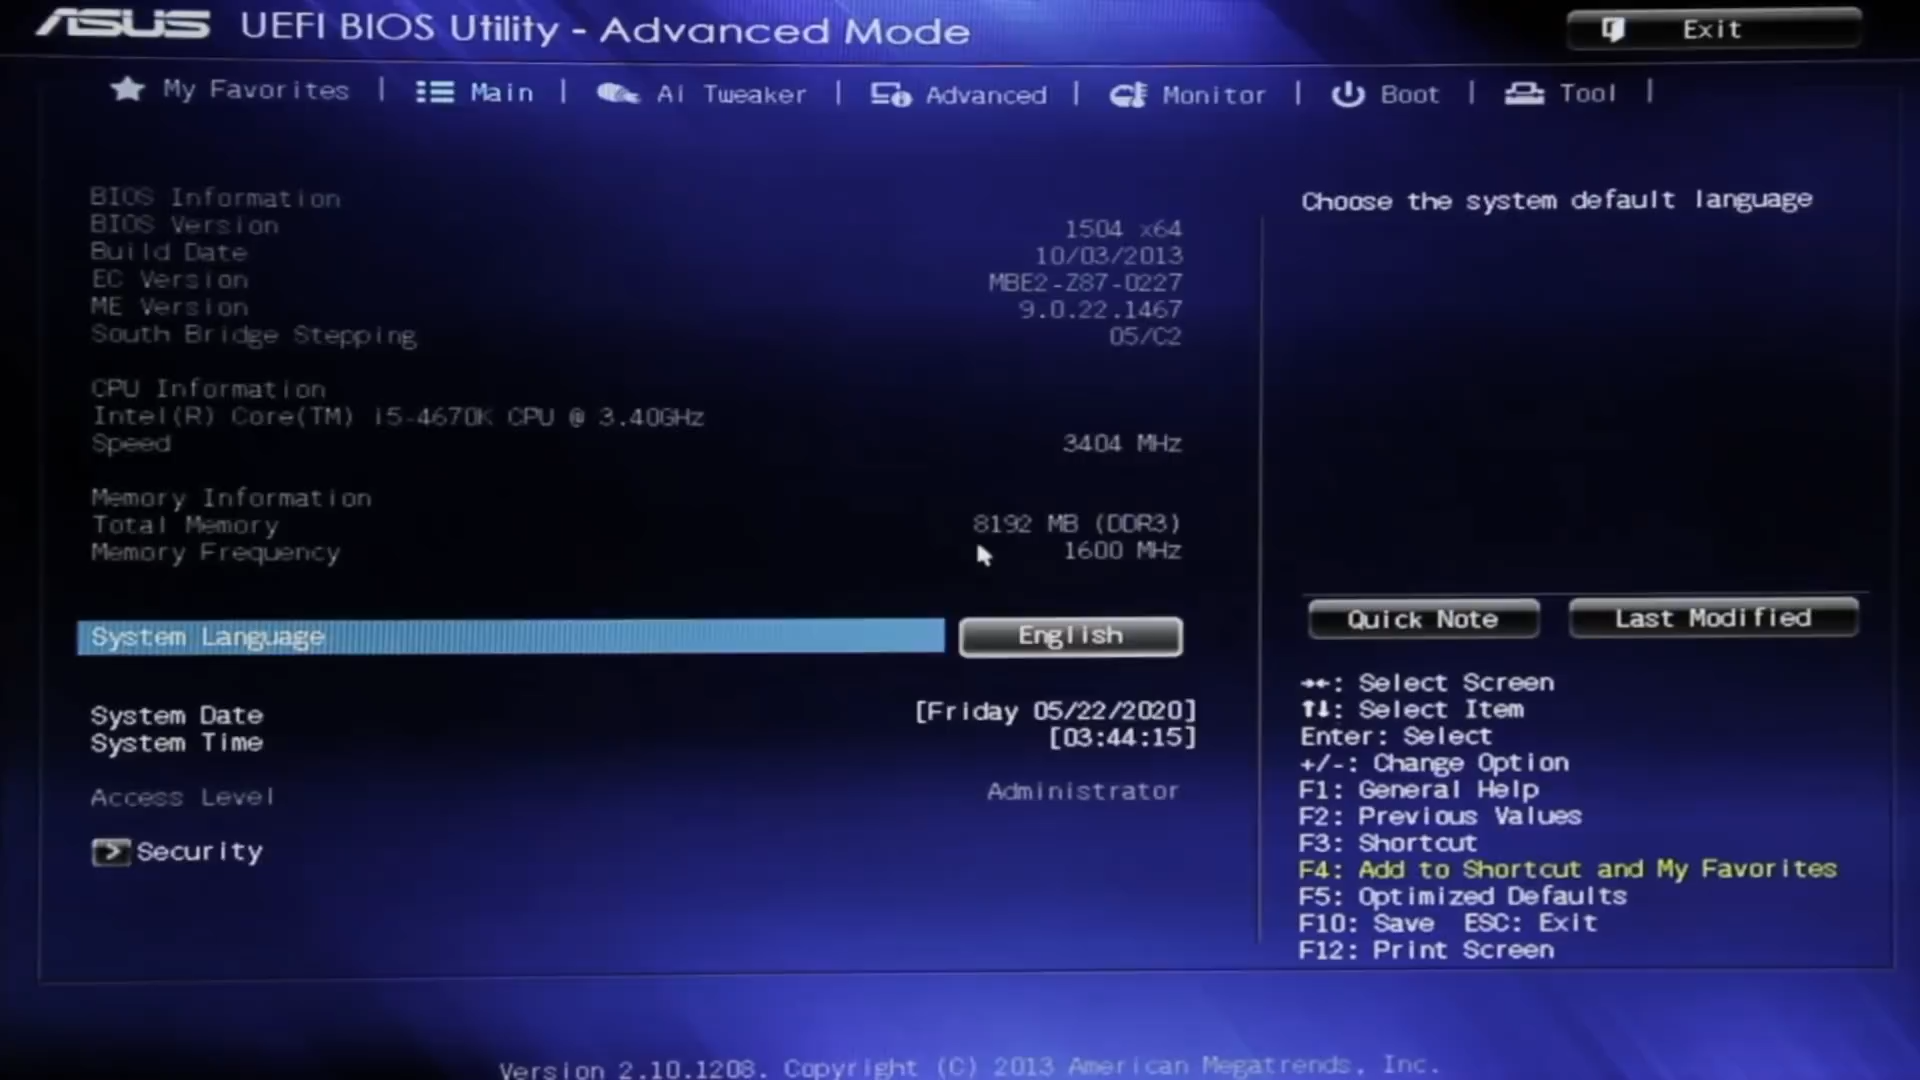 ASUS UEFI BIOS Utility - Advanced Mode
Exit
My Favorites | Main | Ai Tweaker | Advanced | Monitor | Boot | Tool |
BIOS Information
BIOS Version 1504 x64
Build Date 10/03/2013
EC Version MBE2-Z87-0227
ME Version 9.0.22.1467
South Bridge Stepping 05/C2
CPU Information
Intel(R) Core(TM) i5-4670K CPU @ 3.40GHz
Speed 3404 MHz
Memory Information
Total Memory 8192 MB (DDR3)
Memory Frequency 1600 MHz
System Language English
System Date [Friday 05/22/2020]
System Time [03:44:15]
Access Level Administrator
> Security
Choose the system default language
Quick Note Last Modified
→←: Select Screen
↑↓: Select Item
Enter: Select
+/-: Change Option
F1: General Help
F2: Previous Values
F3: Shortcut
F4: Add to Shortcut and My Favorites
F5: Optimized Defaults
F10: Save ESC: Exit
F12: Print Screen
Version 2.10.1208. Copyright (C) 2013 American Megatrends, Inc.